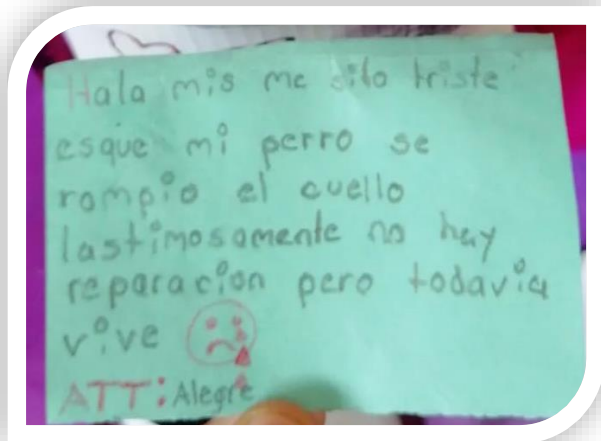 Hala mis me sito triste
esque mi perro se
rompio el cuello
lastimosamente no hay
reparacion pero todavia
vive
ATT: Alegre